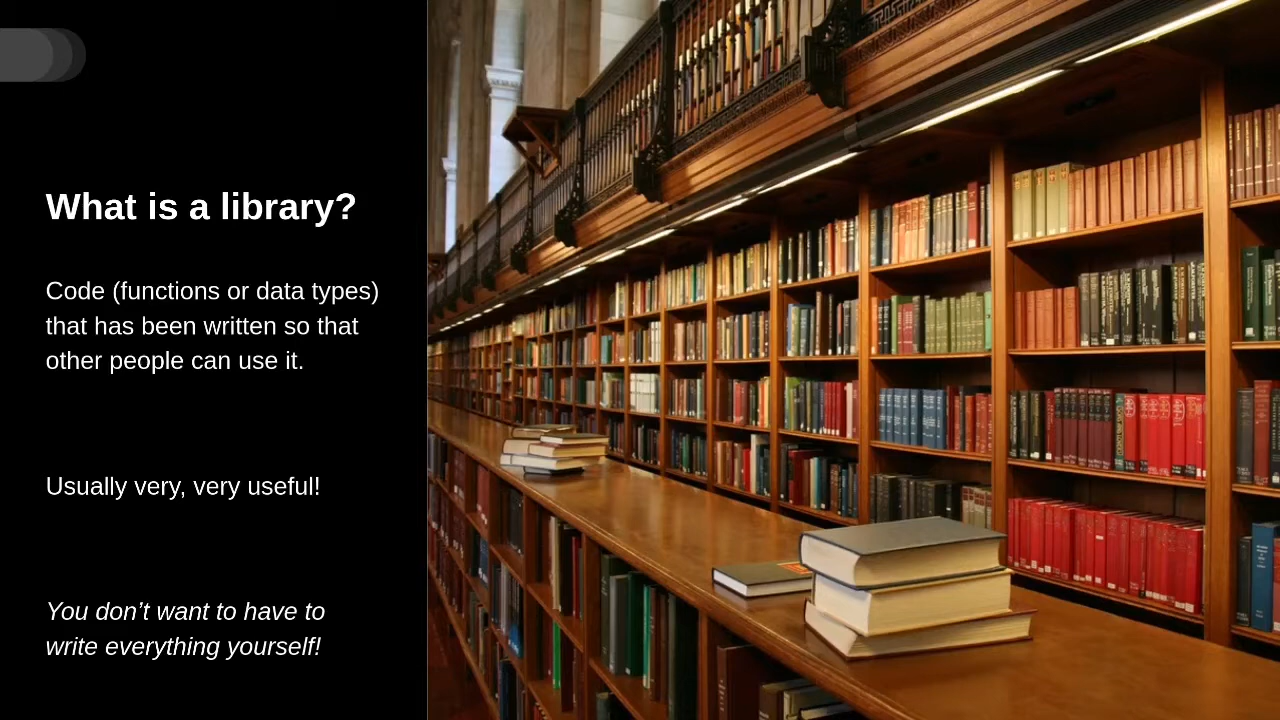 What is a library?
Code (functions or data types)
that has been written so that
other people can use it.
Usually very, very useful!
You don’t want to have to
write everything yourself!